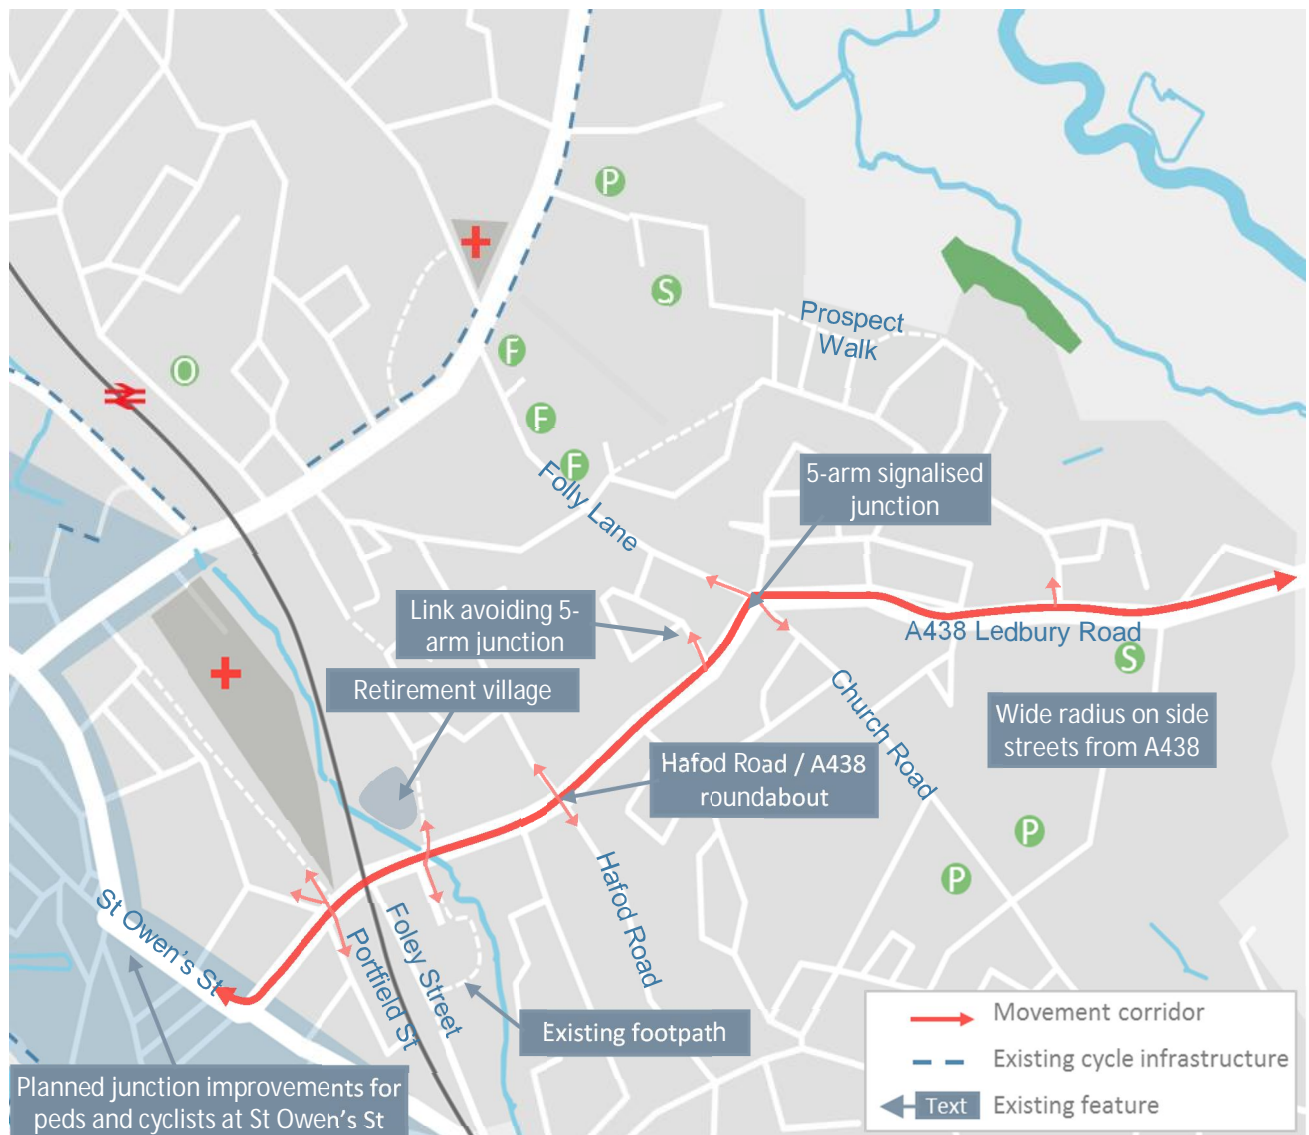 P
S
Prospect
Walk
F
O
F
F
Folly Lane
5-arm signalised
junction
Link avoiding 5-
arm junction
A438 Ledbury Road
S
Retirement village
Church Road
Wide radius on side
streets from A438
Hafod Road / A438
roundabout
P
P
Hafod Road
St Owen's St
Portfield St
Foley Street
Existing footpath
Planned junction improvements for
peds and cyclists at St Owen's St
Movement corridor
Existing cycle infrastructure
Text Existing feature